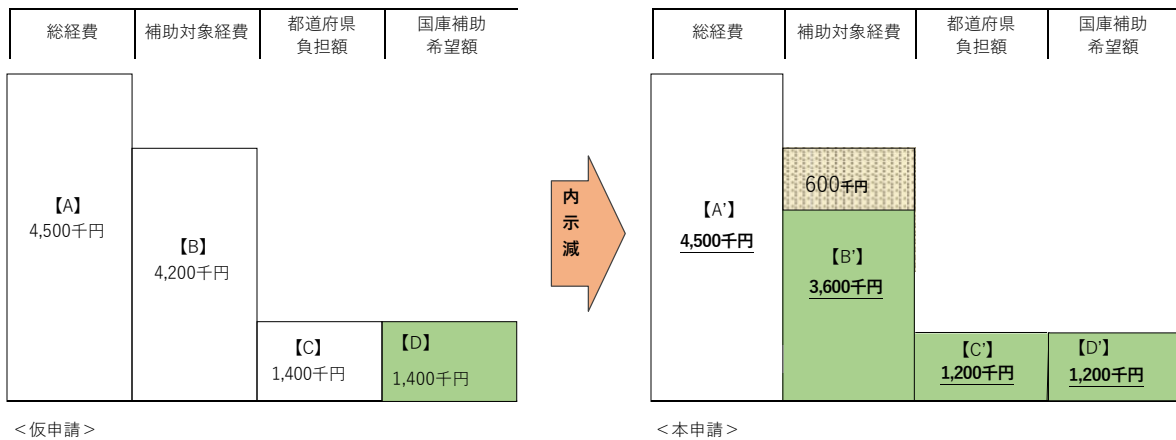 総経費
補助対象経費
都道府県
負担額
国庫補助
希望額
【A】
4,500千円
【B】
4,200千円
【C】
1,400千円
【D】
1,400千円
<仮申請>
内
示
減
総経費
補助対象経費
都道府県
負担額
国庫補助
希望額
【A’】
4,500千円
600千円
【B’】
3,600千円
【C’】
1,200千円
【D’】
1,200千円
<本申請>